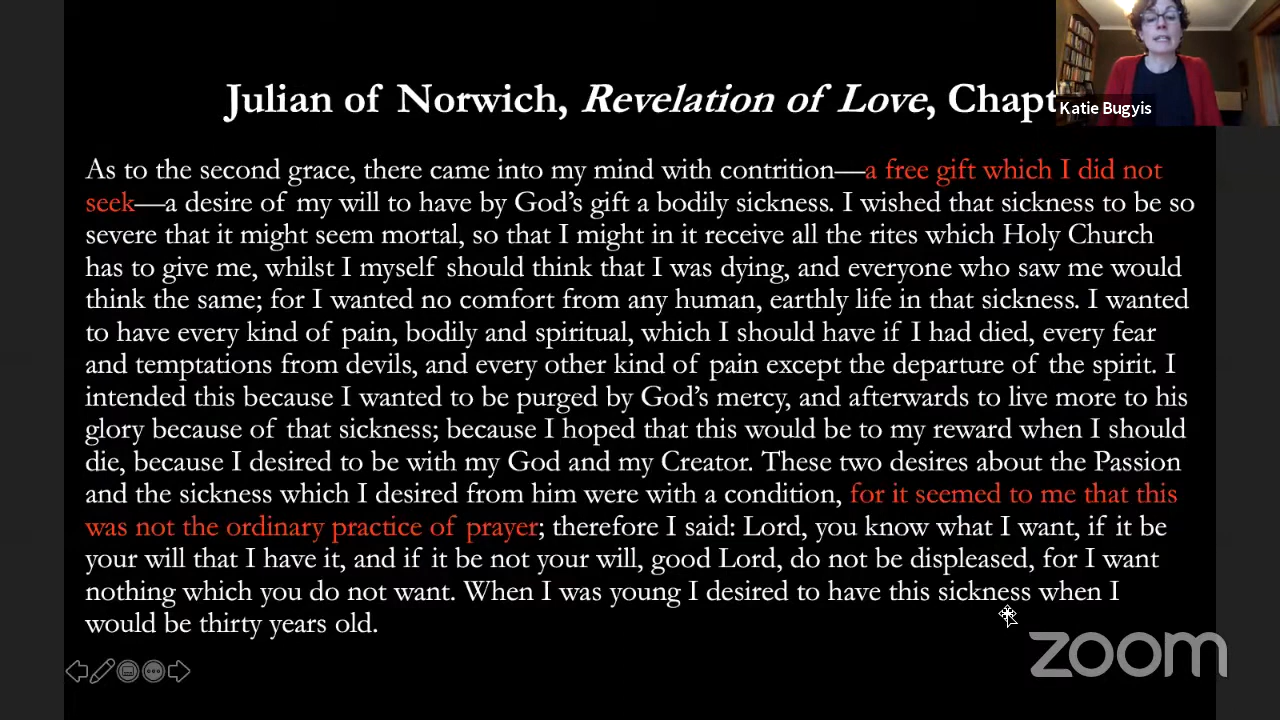 Julian of Norwich, Revelation of Love, Chapt
Katie Bugyis
As to the second grace, there came into my mind with contrition—a free gift which I did not
seek—a desire of my will to have by God’s gift a bodily sickness. I wished that sickness to be so
severe that it might seem mortal, so that I might in it receive all the rites which Holy Church
has to give me, whilst I myself should think that I was dying, and everyone who saw me would
think the same; for I wanted no comfort from any human, earthly life in that sickness. I wanted
to have every kind of pain, bodily and spiritual, which I should have if I had died, every fear
and temptations from devils, and every other kind of pain except the departure of the spirit. I
intended this because I wanted to be purged by God’s mercy, and afterwards to live more to his
glory because of that sickness; because I hoped that this would be to my reward when I should
die, because I desired to be with my God and my Creator. These two desires about the Passion
and the sickness which I desired from him were with a condition, for it seemed to me that this
was not the ordinary practice of prayer; therefore I said: Lord, you know what I want, if it be
your will that I have it, and if it be not your will, good Lord, do not be displeased, for I want
nothing which you do not want. When I was young I desired to have this sickness when I
would be thirty years old.
zoom